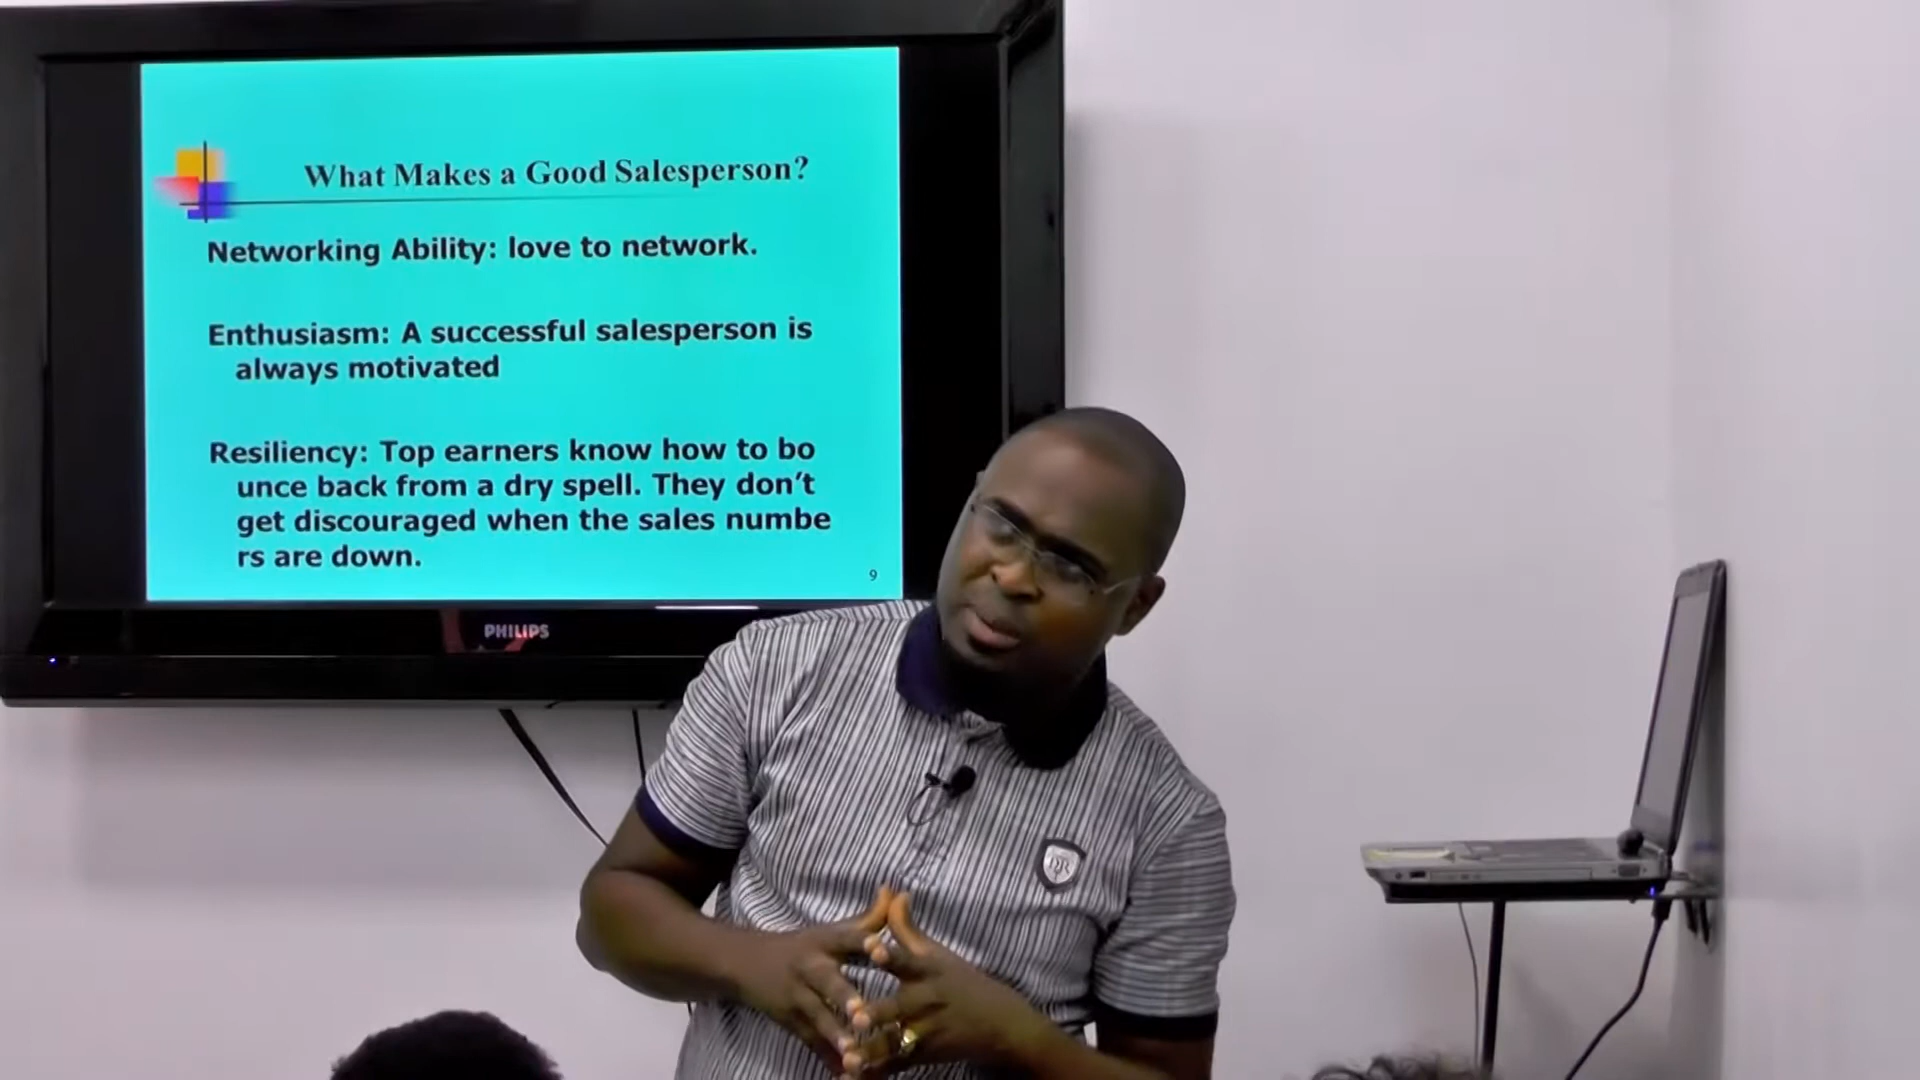 What Makes a Good Salesperson?
Networking Ability: love to network.
Enthusiasm: A successful salesperson is
always motivated
Resiliency: Top earners know how to bo
unce back from a dry spell. They don’t
get discouraged when the sales numbe
rs are down.
9
PHILIPS